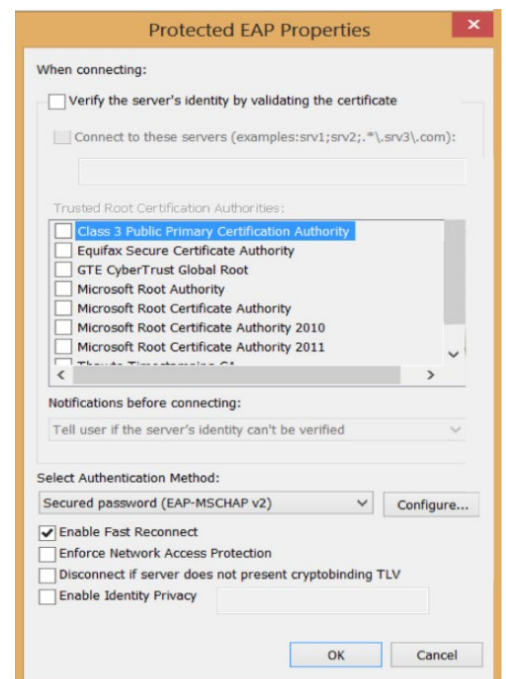 Protected EAP Properties
When connecting:
Verify the server's identity by validating the certificate
Connect to these servers (examples:srv1;srv2;.*\.srv3\.com):
Trusted Root Certification Authorities:
Class 3 Public Primary Certification Authority
Equifax Secure Certificate Authority
GTE CyberTrust Global Root
Microsoft Root Authority
Microsoft Root Certificate Authority
Microsoft Root Certificate Authority 2010
Microsoft Root Certificate Authority 2011
Thawte Timestamping CA
Notifications before connecting:
Tell user if the server's identity can't be verified
Select Authentication Method:
Secured password (EAP-MSCHAP v2)
Configure...
Enable Fast Reconnect
Enforce Network Access Protection
Disconnect if server does not present cryptobinding TLV
Enable Identity Privacy
OK
Cancel